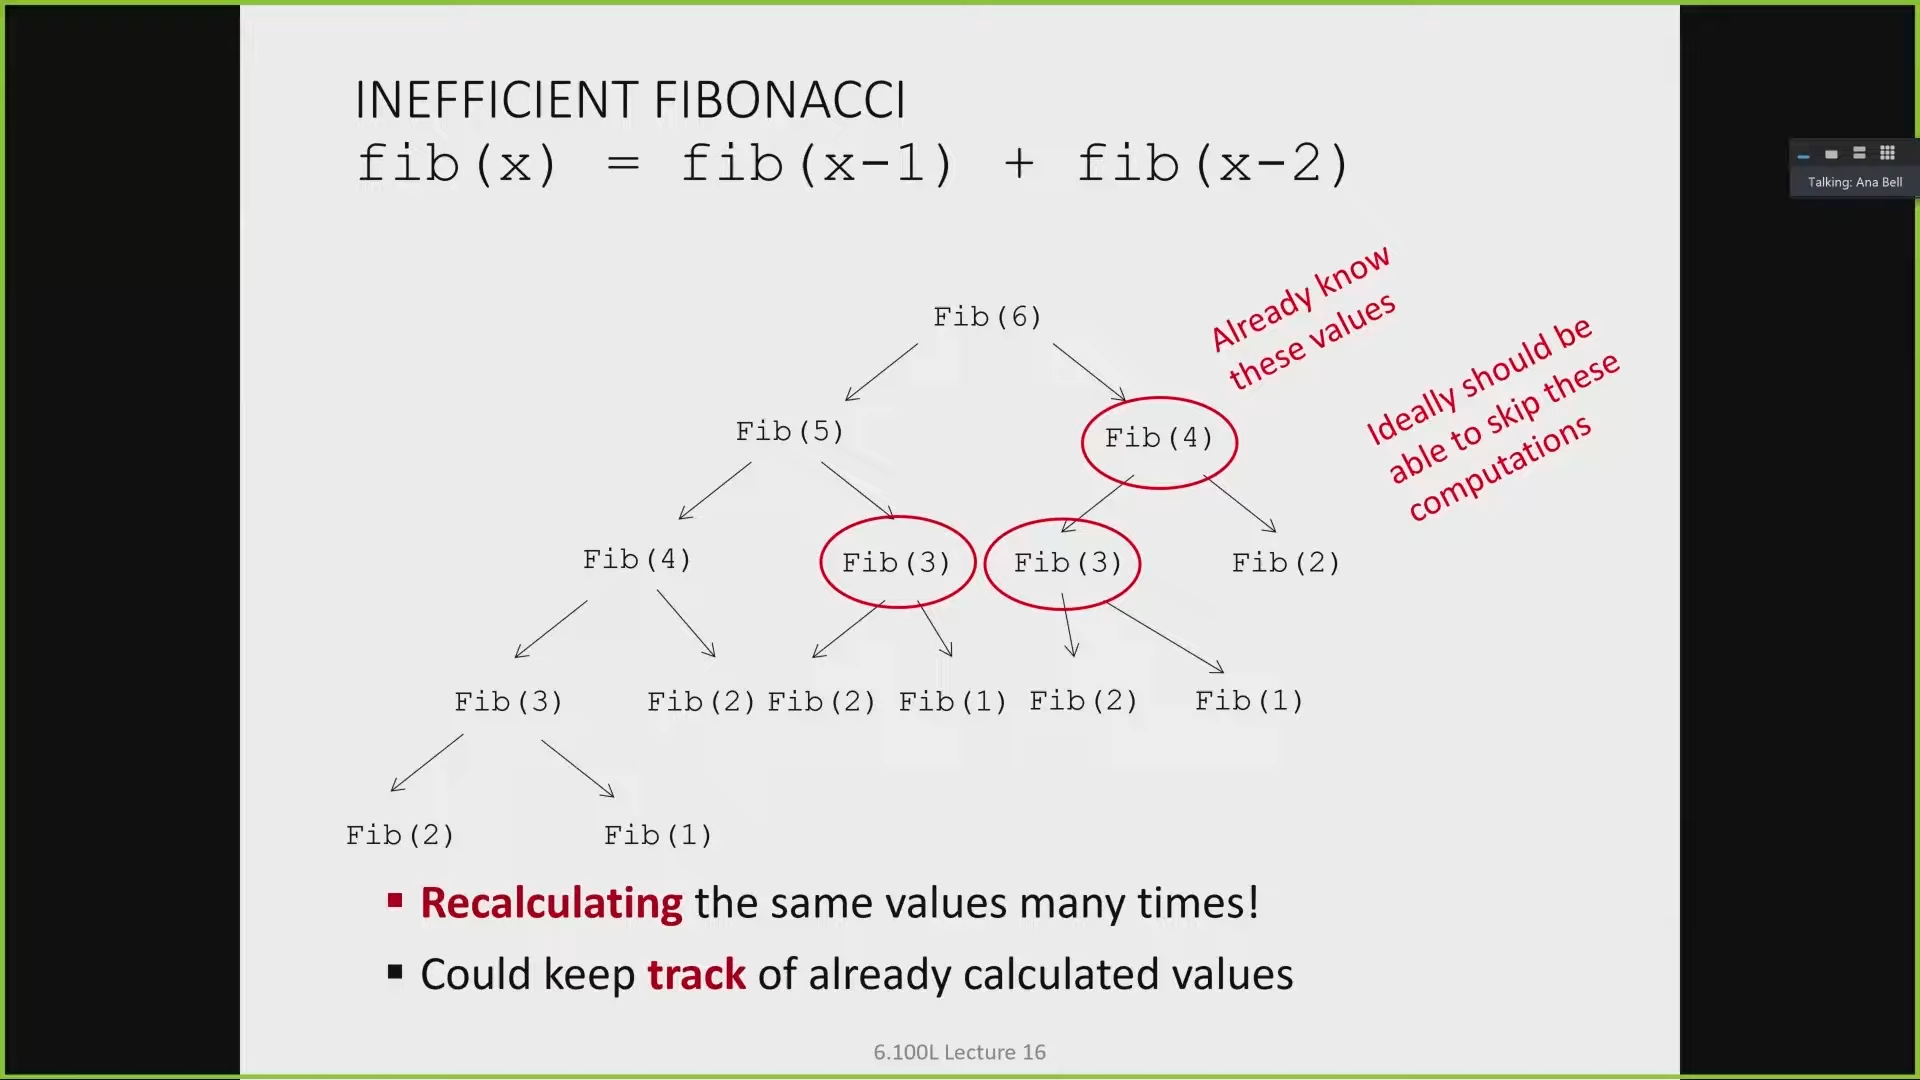 INEFFICIENT FIBONACCI
fib(x) = fib(x-1) + fib(x-2)
Talking: Ana Bell
Already know
these values
Ideally should be
able to skip these
computations
Fib(6)
Fib(5)
Fib(4)
Fib(4)
Fib(3)
Fib(3)
Fib(2)
Fib(3)
Fib(2)
Fib(2)
Fib(1)
Fib(2)
Fib(1)
Fib(2)
Fib(1)
▪ Recalculating the same values many times!
▪ Could keep track of already calculated values
6.100L Lecture 16